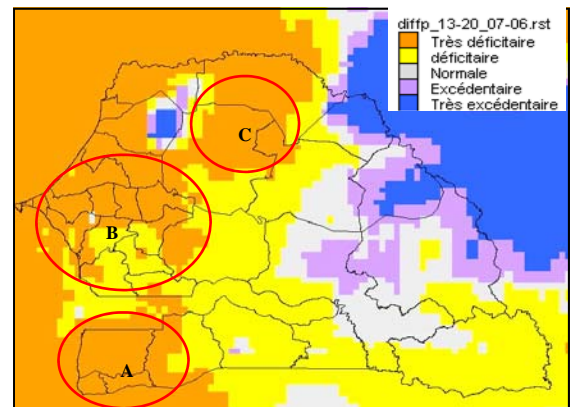 diffp_13-20_07-06.rst
Très déficitaire
déficitaire
Normale
Excédentaire
Très excédentaire
C
B
A